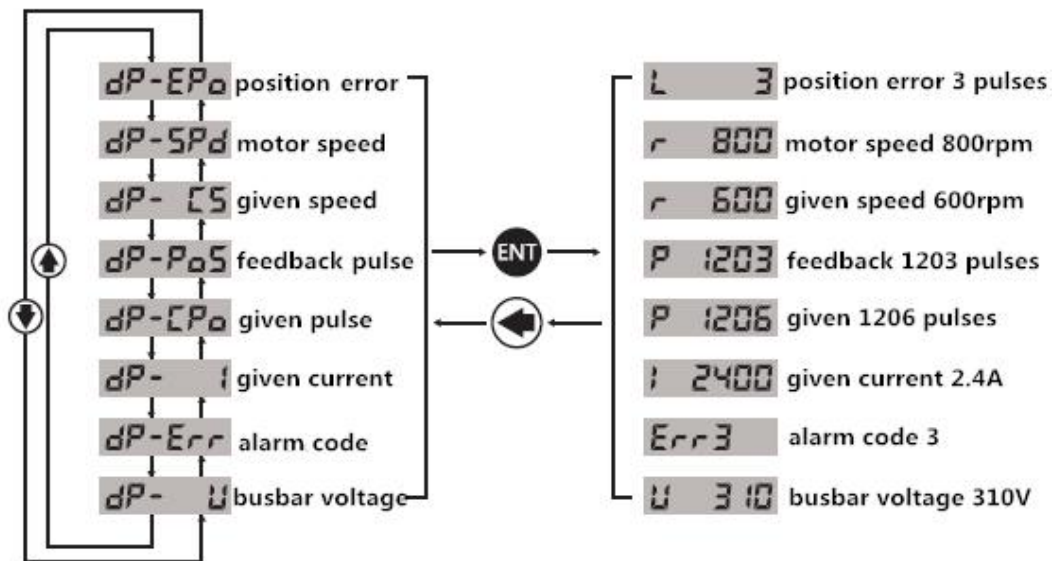 dP-EPo position error
dP-SPd motor speed
dP- CS given speed
dP-PoS feedback pulse
dP-CPo given pulse
dP- I given current
dP-Err alarm code
dP- U busbar voltage
ENT
L 3 position error 3 pulses
r 800 motor speed 800rpm
r 600 given speed 600rpm
P 1203 feedback 1203 pulses
P 1206 given 1206 pulses
I 2400 given current 2.4A
Err3 alarm code 3
U 310 busbar voltage 310V